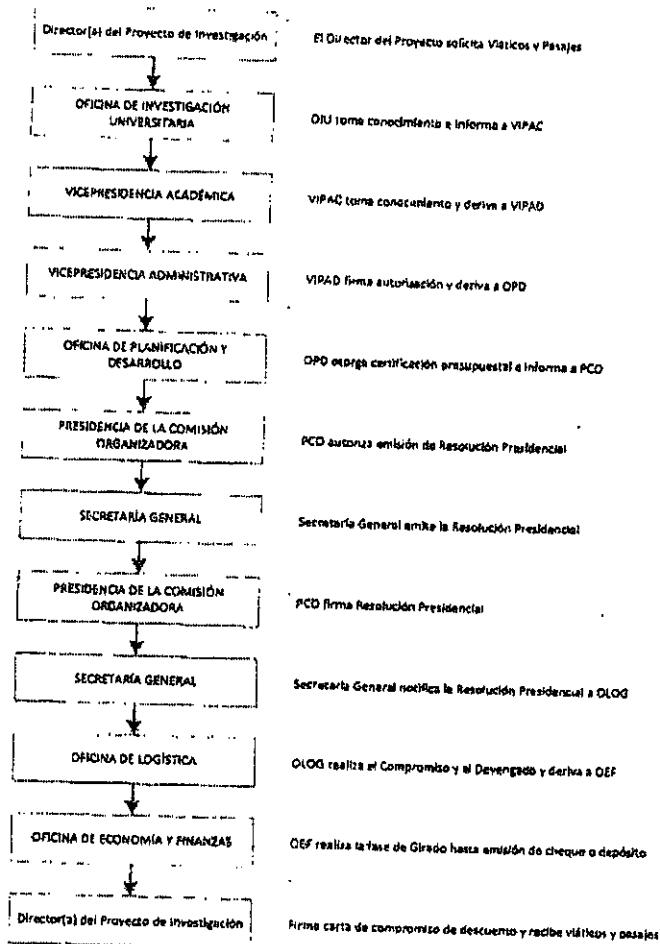 Director(a) del Proyecto de Investigación
El Director del Proyecto solicita Viaticos y Pasajes
OFICINA DE INVESTIGACIÓN
UNIVERSITARIA
OIU toma conocimiento e informa a VIPAC
VICEPRESIDENCIA ACADÉMICA
VIPAC toma conocimiento y deriva a VIPAD
VICEPRESIDENCIA ADMINISTRATIVA
VIPAD firma autorización y deriva a OPD
OFICINA DE PLANIFICACIÓN Y
DESARROLLO
OPD otorga certificación presupuestal e informa a PCO
PRESIDENCIA DE LA COMISIÓN
ORGANIZADORA
PCO autoriza emisión de Resolución Presidencial
SECRETARÍA GENERAL
Secretaría General emite la Resolución Presidencial
PRESIDENCIA DE LA COMISIÓN
ORGANIZADORA
PCO firma Resolución Presidencial
SECRETARÍA GENERAL
Secretaría General notifica la Resolución Presidencial a OLOG
OFICINA DE LOGÍSTICA
OLOG realiza el Compromiso y el Devengado y deriva a OEF
OFICINA DE ECONOMÍA Y FINANZAS
OEF realiza la fase de Girado hasta emisión de cheque o depósito
Director(a) del Proyecto de Investigación
Firma carta de compromiso de descuento y recibe viáticos y pasajes